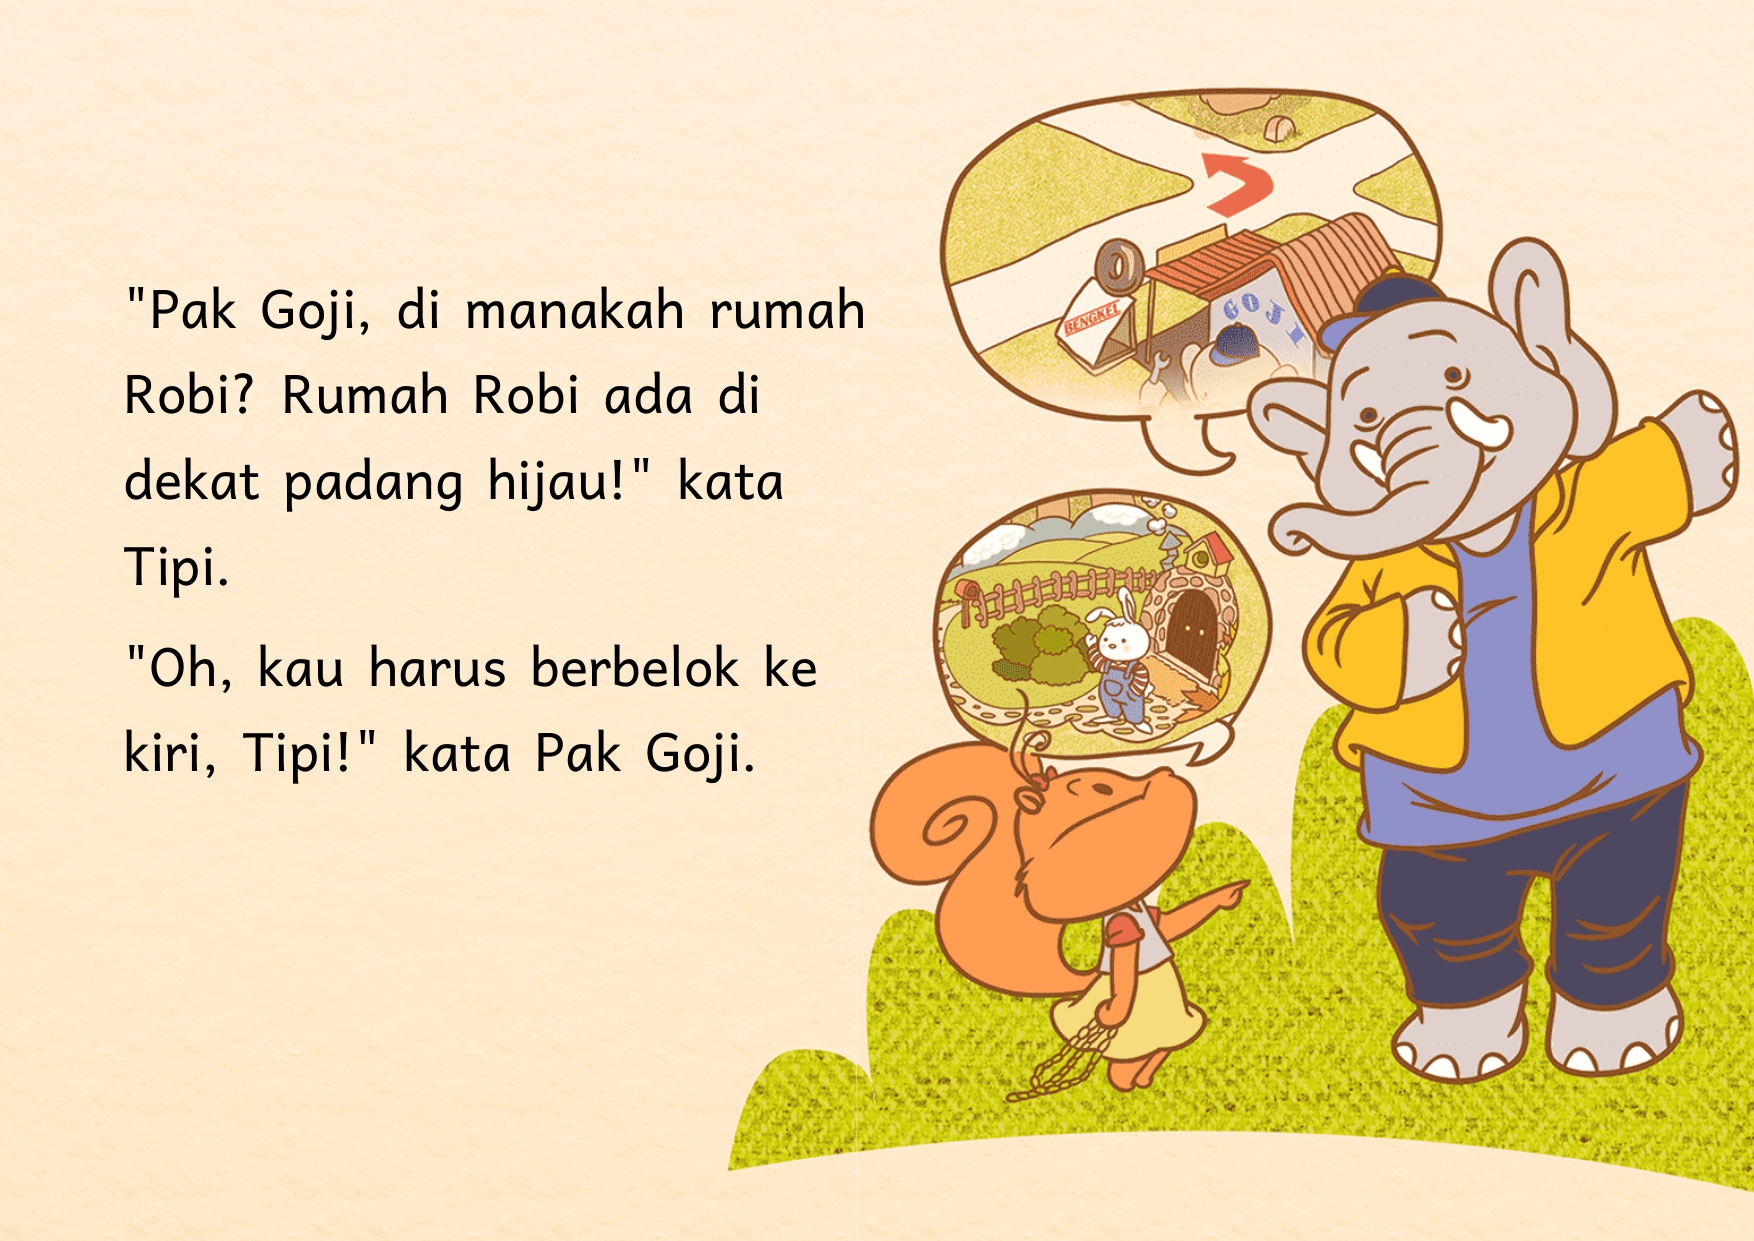 "Pak Goji, di manakah rumah
Robi? Rumah Robi ada di
dekat padang hijau!" kata
Tipi.
"Oh, kau harus berbelok ke
kiri, Tipi!" kata Pak Goji.
BENGKEL
GOJI